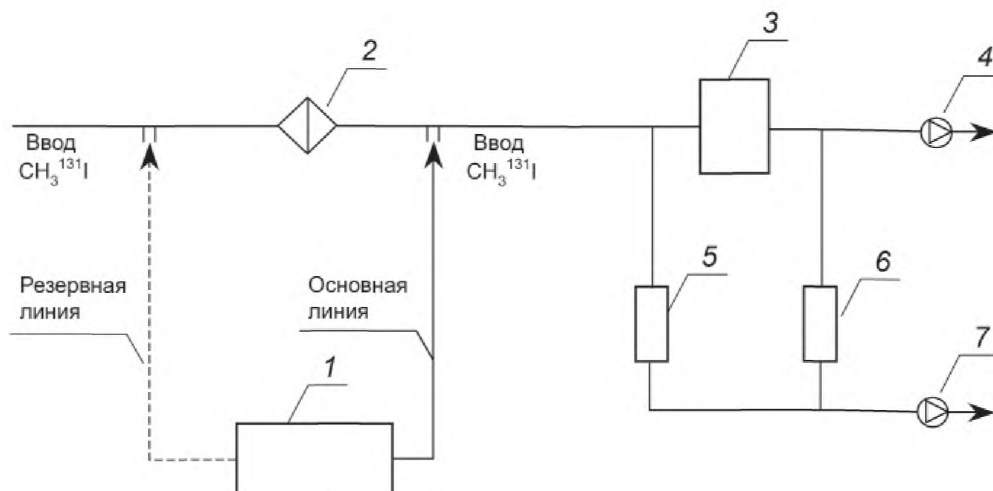 3
2
4
Ввод
CH₃¹³¹I
Ввод
CH₃¹³¹I
5
6
Резервная
линия
Основная
линия
1
7